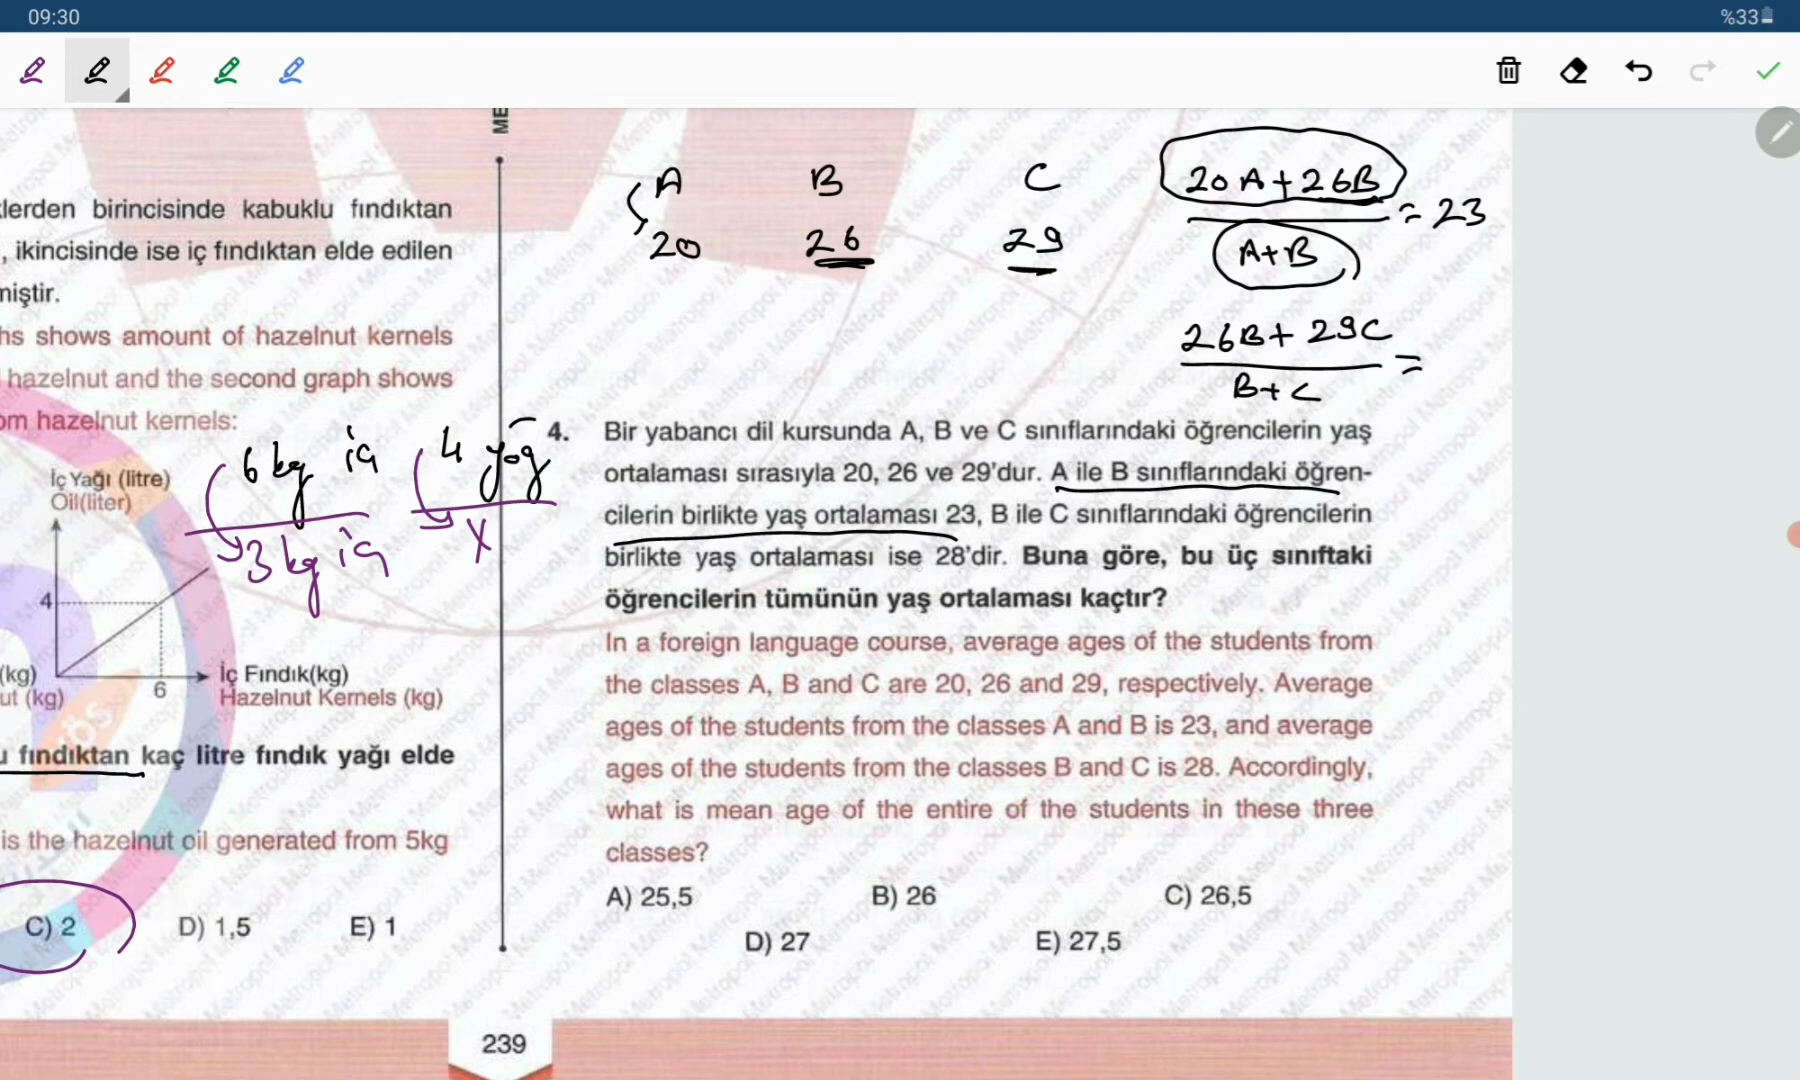 09:30
%33
ME
klerden birincisinde kabuklu fındıktan
, ikincisinde ise iç fındıktan elde edilen
miştir.
hs shows amount of hazelnut kernels
hazelnut and the second graph shows
om hazelnut kernels:
İç Yağı (litre)
Oil(liter)
4
6
(kg)
ut (kg)
İç Fındık(kg)
Hazelnut Kernels (kg)
6 kg iç 4 yağ
3 kg iç X
u fındıktan kaç litre fındık yağı elde
is the hazelnut oil generated from 5kg
C) 2 D) 1,5 E) 1
A B C
20 26 29
20A+26B
A+B
= 23
26B+29C
B+C
=
4. Bir yabancı dil kursunda A, B ve C sınıflarındaki öğrencilerin yaş
ortalaması sırasıyla 20, 26 ve 29'dur. A ile B sınıflarındaki öğren-
cilerin birlikte yaş ortalaması 23, B ile C sınıflarındaki öğrencilerin
birlikte yaş ortalaması ise 28'dir. Buna göre, bu üç sınıftaki
öğrencilerin tümünün yaş ortalaması kaçtır?
In a foreign language course, average ages of the students from
the classes A, B and C are 20, 26 and 29, respectively. Average
ages of the students from the classes A and B is 23, and average
ages of the students from the classes B and C is 28. Accordingly,
what is mean age of the entire of the students in these three
classes?
A) 25,5 B) 26 C) 26,5
D) 27 E) 27,5
239